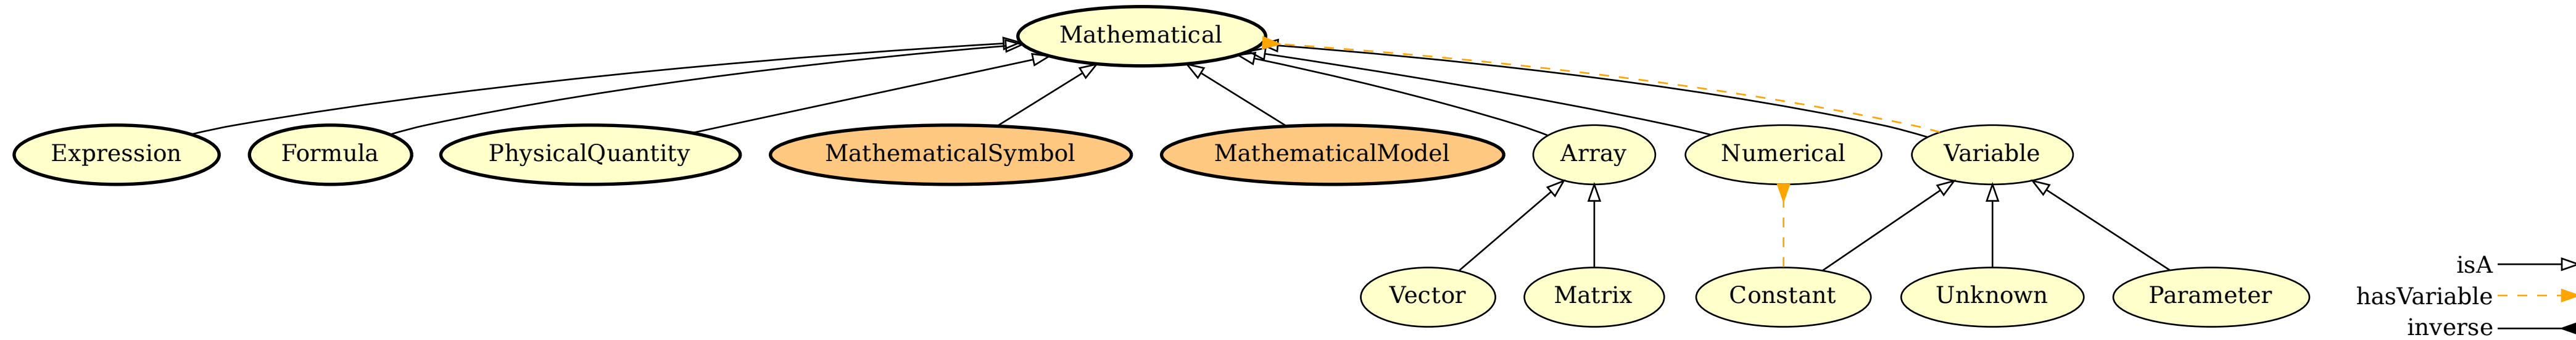 Mathematical
Expression
Formula
PhysicalQuantity
MathematicalSymbol
MathematicalModel
Array
Numerical
Variable
Vector
Matrix
Constant
Unknown
Parameter
isA
hasVariable
inverse